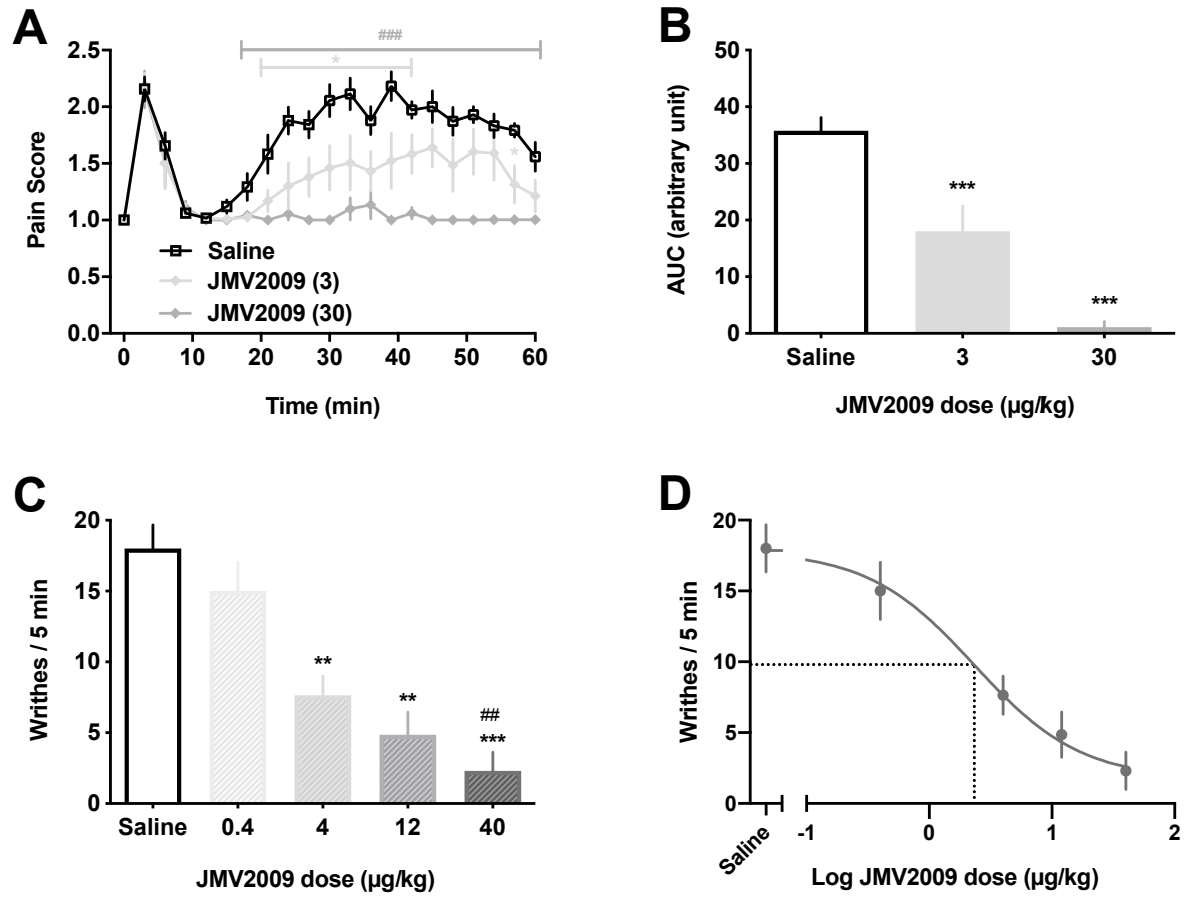 A
###
*
2.5
2.0
1.5
1.0
0.5
0.0
*
Pain Score
Saline
JMV2009 (3)
JMV2009 (30)
0 10 20 30 40 50 60
Time (min)
B
50
40
30
20
10
0
AUC (arbitrary unit)
***
***
Saline 3 30
JMV2009 dose (µg/kg)
C
20
15
10
5
0
Writhes / 5 min
**
**
##
***
Saline 0.4 4 12 40
JMV2009 dose (µg/kg)
D
20
15
10
5
0
Writhes / 5 min
Saline -1 0 1 2
Log JMV2009 dose (µg/kg)